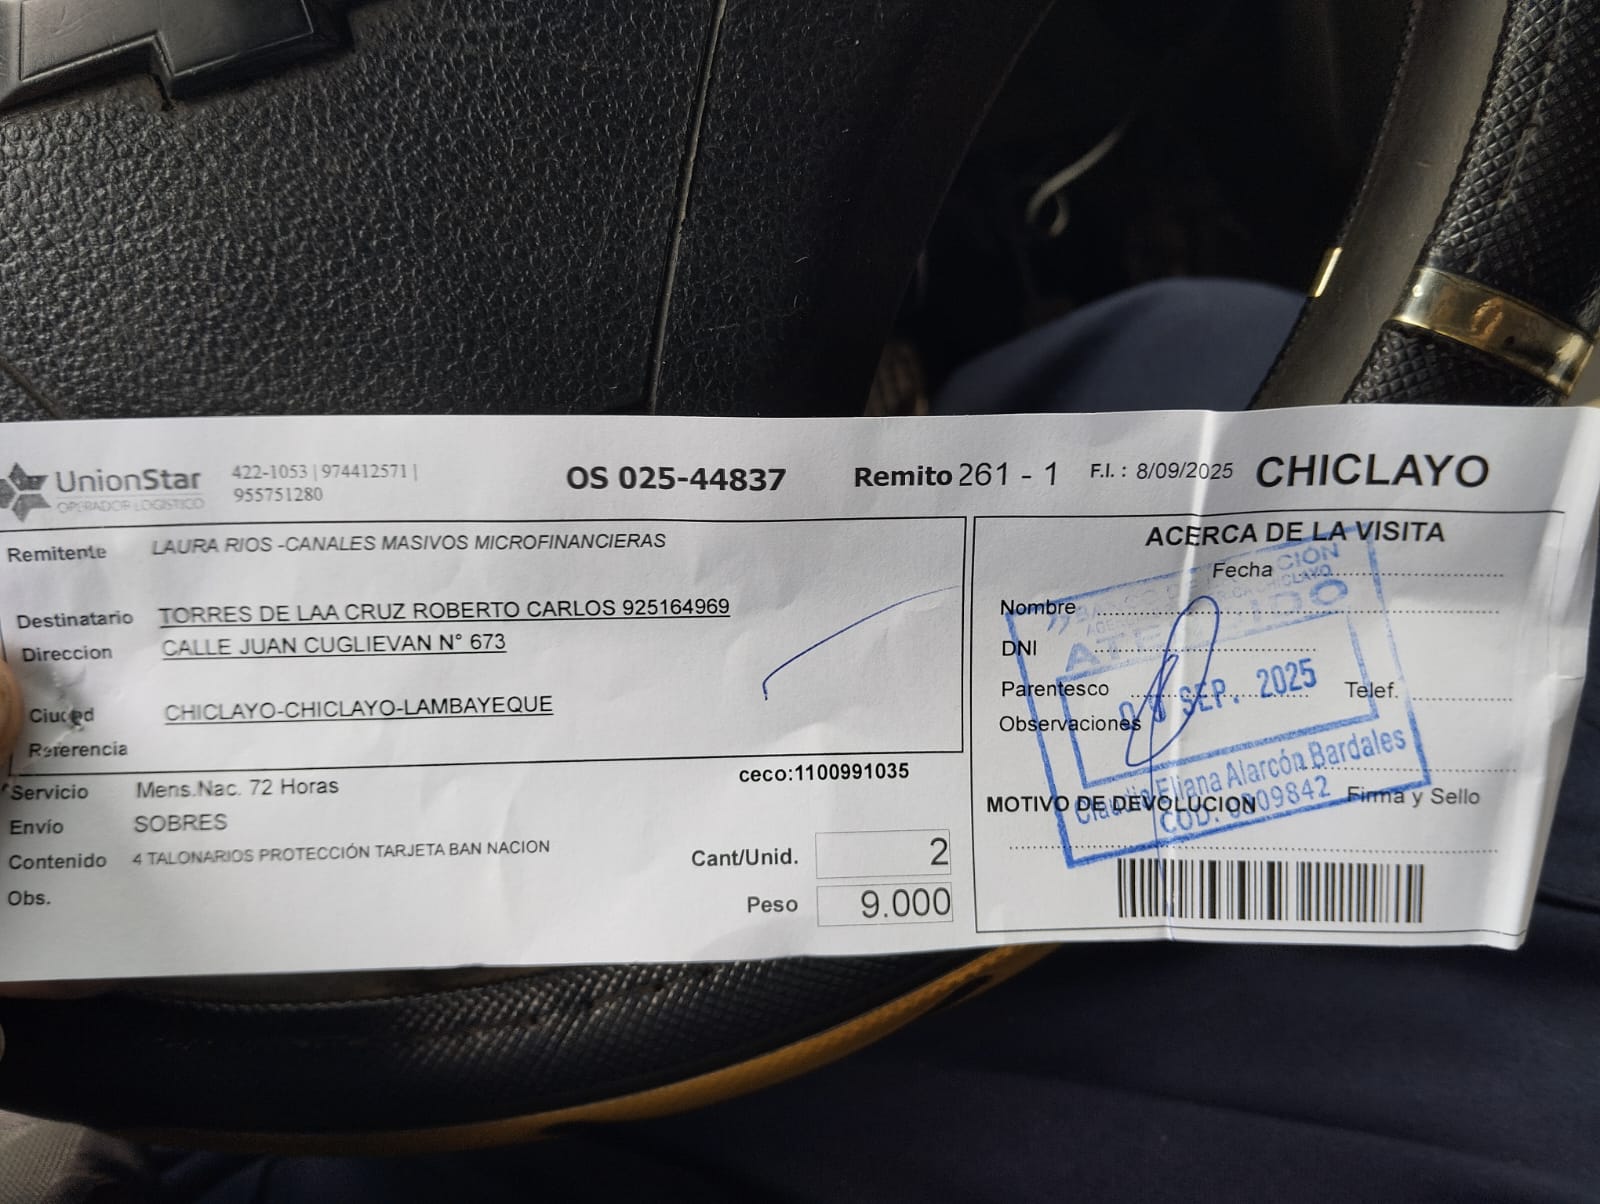 UnionStar
OPERADOR LOGISTICO
422-1053 | 974412571 |
955751280
OS 025-44837
Remito 261 - 1
F.I. : 8/09/2025
CHICLAYO
Remitente LAURA RIOS -CANALES MASIVOS MICROFINANCIERAS
Destinatario TORRES DE LAA CRUZ ROBERTO CARLOS 925164969
Direccion CALLE JUAN CUGLIEVAN N° 673
Ciudad CHICLAYO-CHICLAYO-LAMBAYEQUE
Referencia
ceco:1100991035
Servicio Mens.Nac. 72 Horas
Envío SOBRES
Contenido 4 TALONARIOS PROTECCIÓN TARJETA BAN NACION
Obs.
Cant/Unid. 2
Peso 9.000
ACERCA DE LA VISITA
Fecha
Nombre
DNI
Parentesco
Telef.
Observaciones
MOTIVO DE DEVOLUCION
Firma y Sello
CHICLAYO
SEP. 2025
Eliana Alarcón Bardales